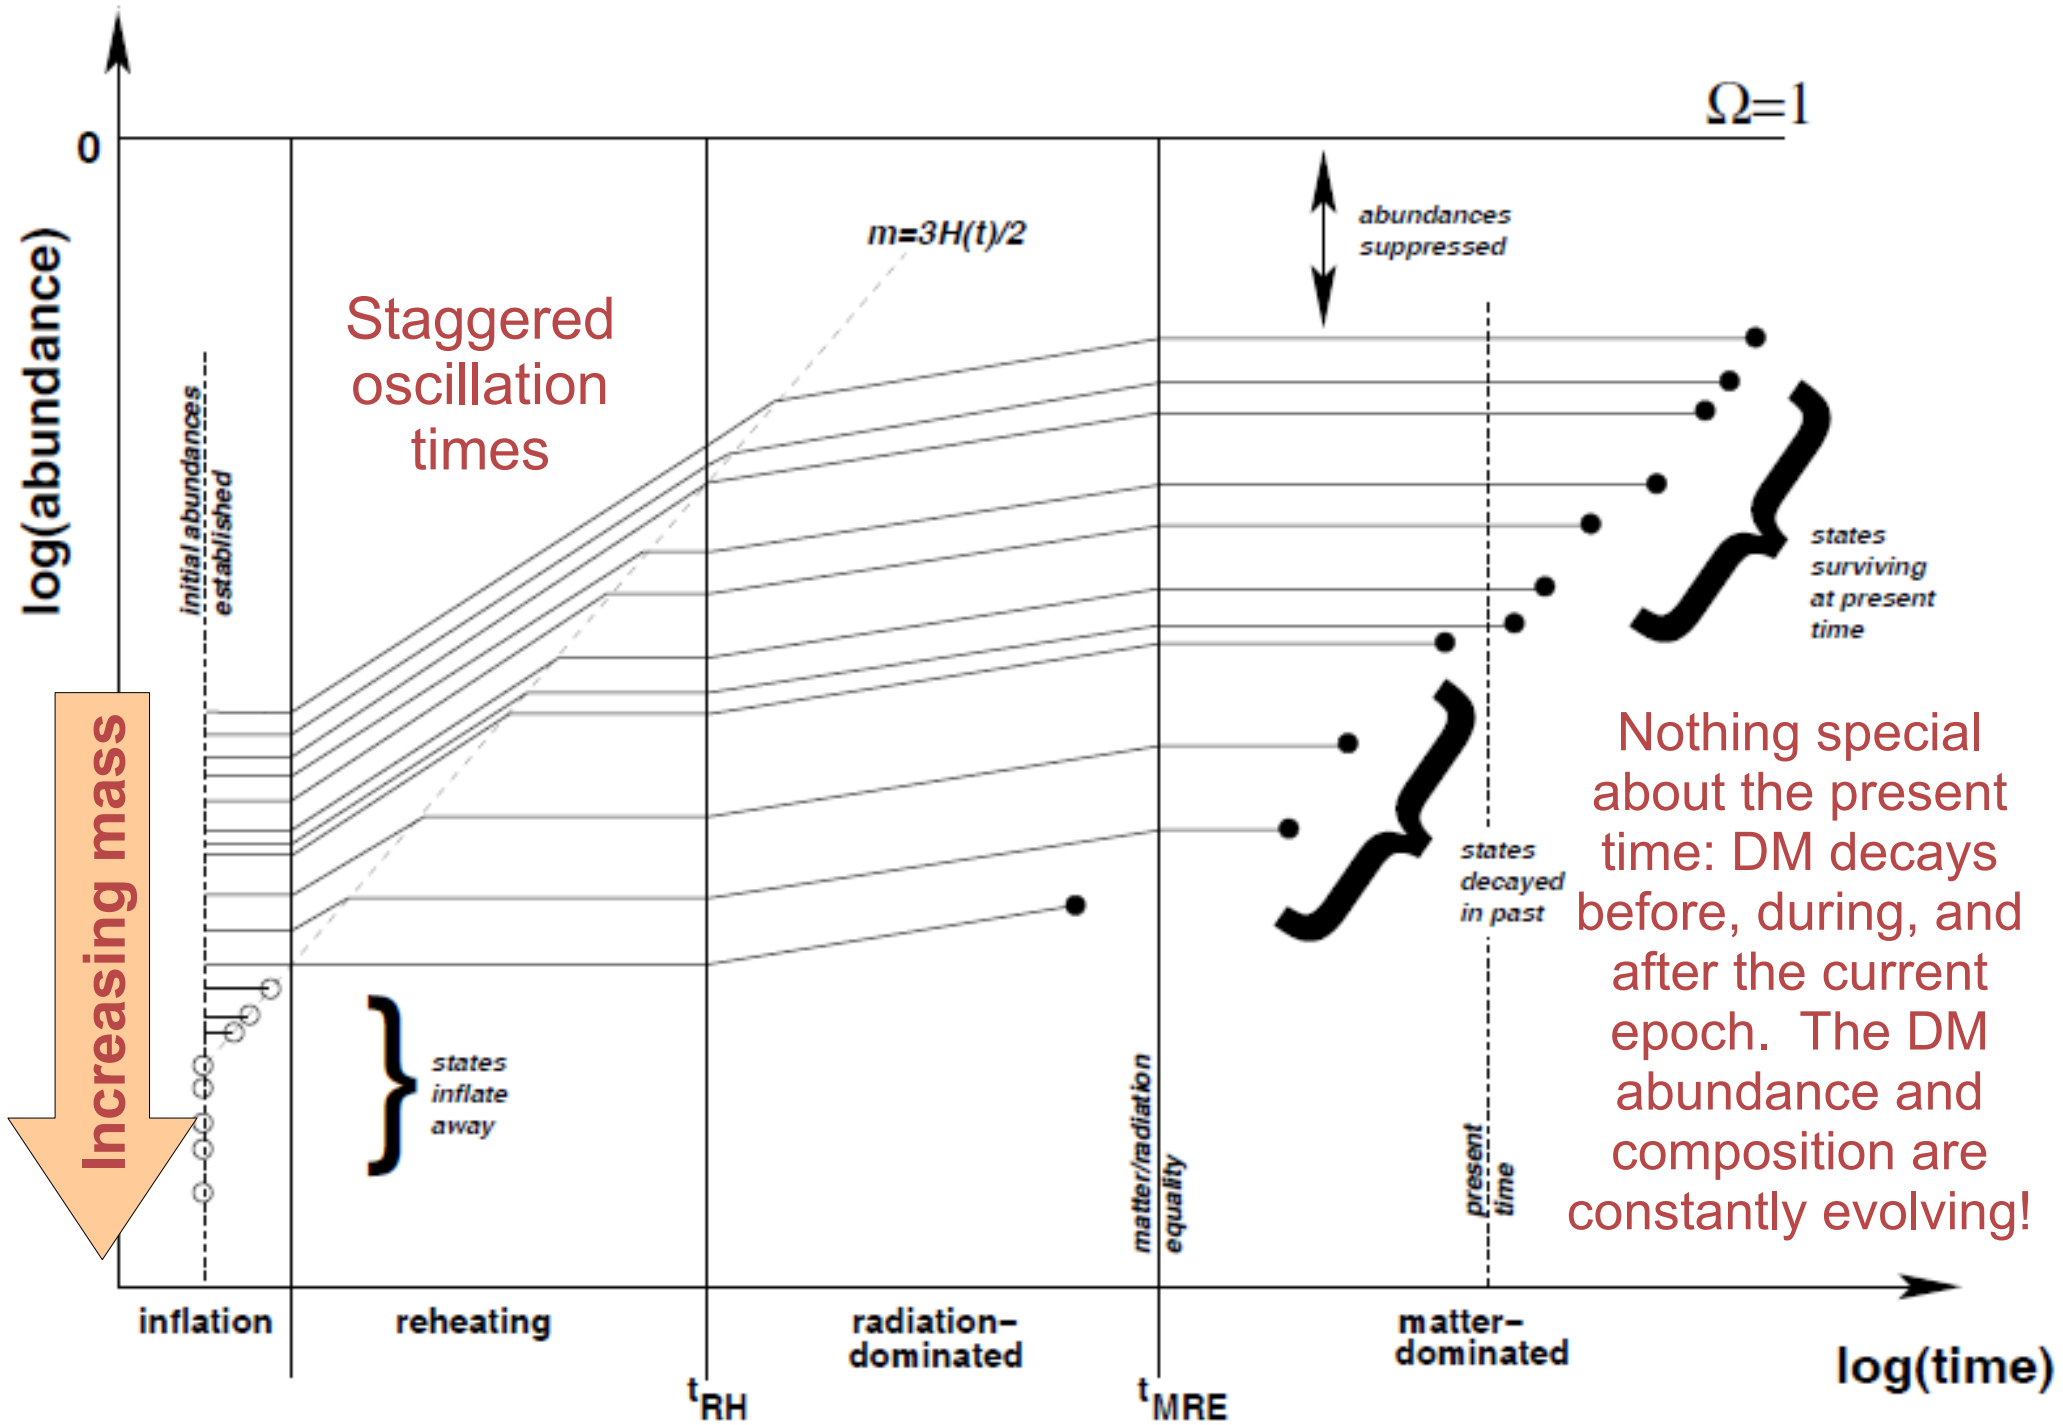 Ω=1
0
log(abundance)
m=3H(t)/2
abundances
suppressed
Staggered
oscillation
times
initial abundances
established
states
surviving
at present
time
Increasing mass
Nothing special
about the present
time: DM decays
before, during, and
after the current
epoch.  The DM
abundance and
composition are
constantly evolving!
states
decayed
in past
states
inflate
away
matter/radiation
equality
present
time
inflation
reheating
radiation–
dominated
matter–
dominated
log(time)
tRH
tMRE